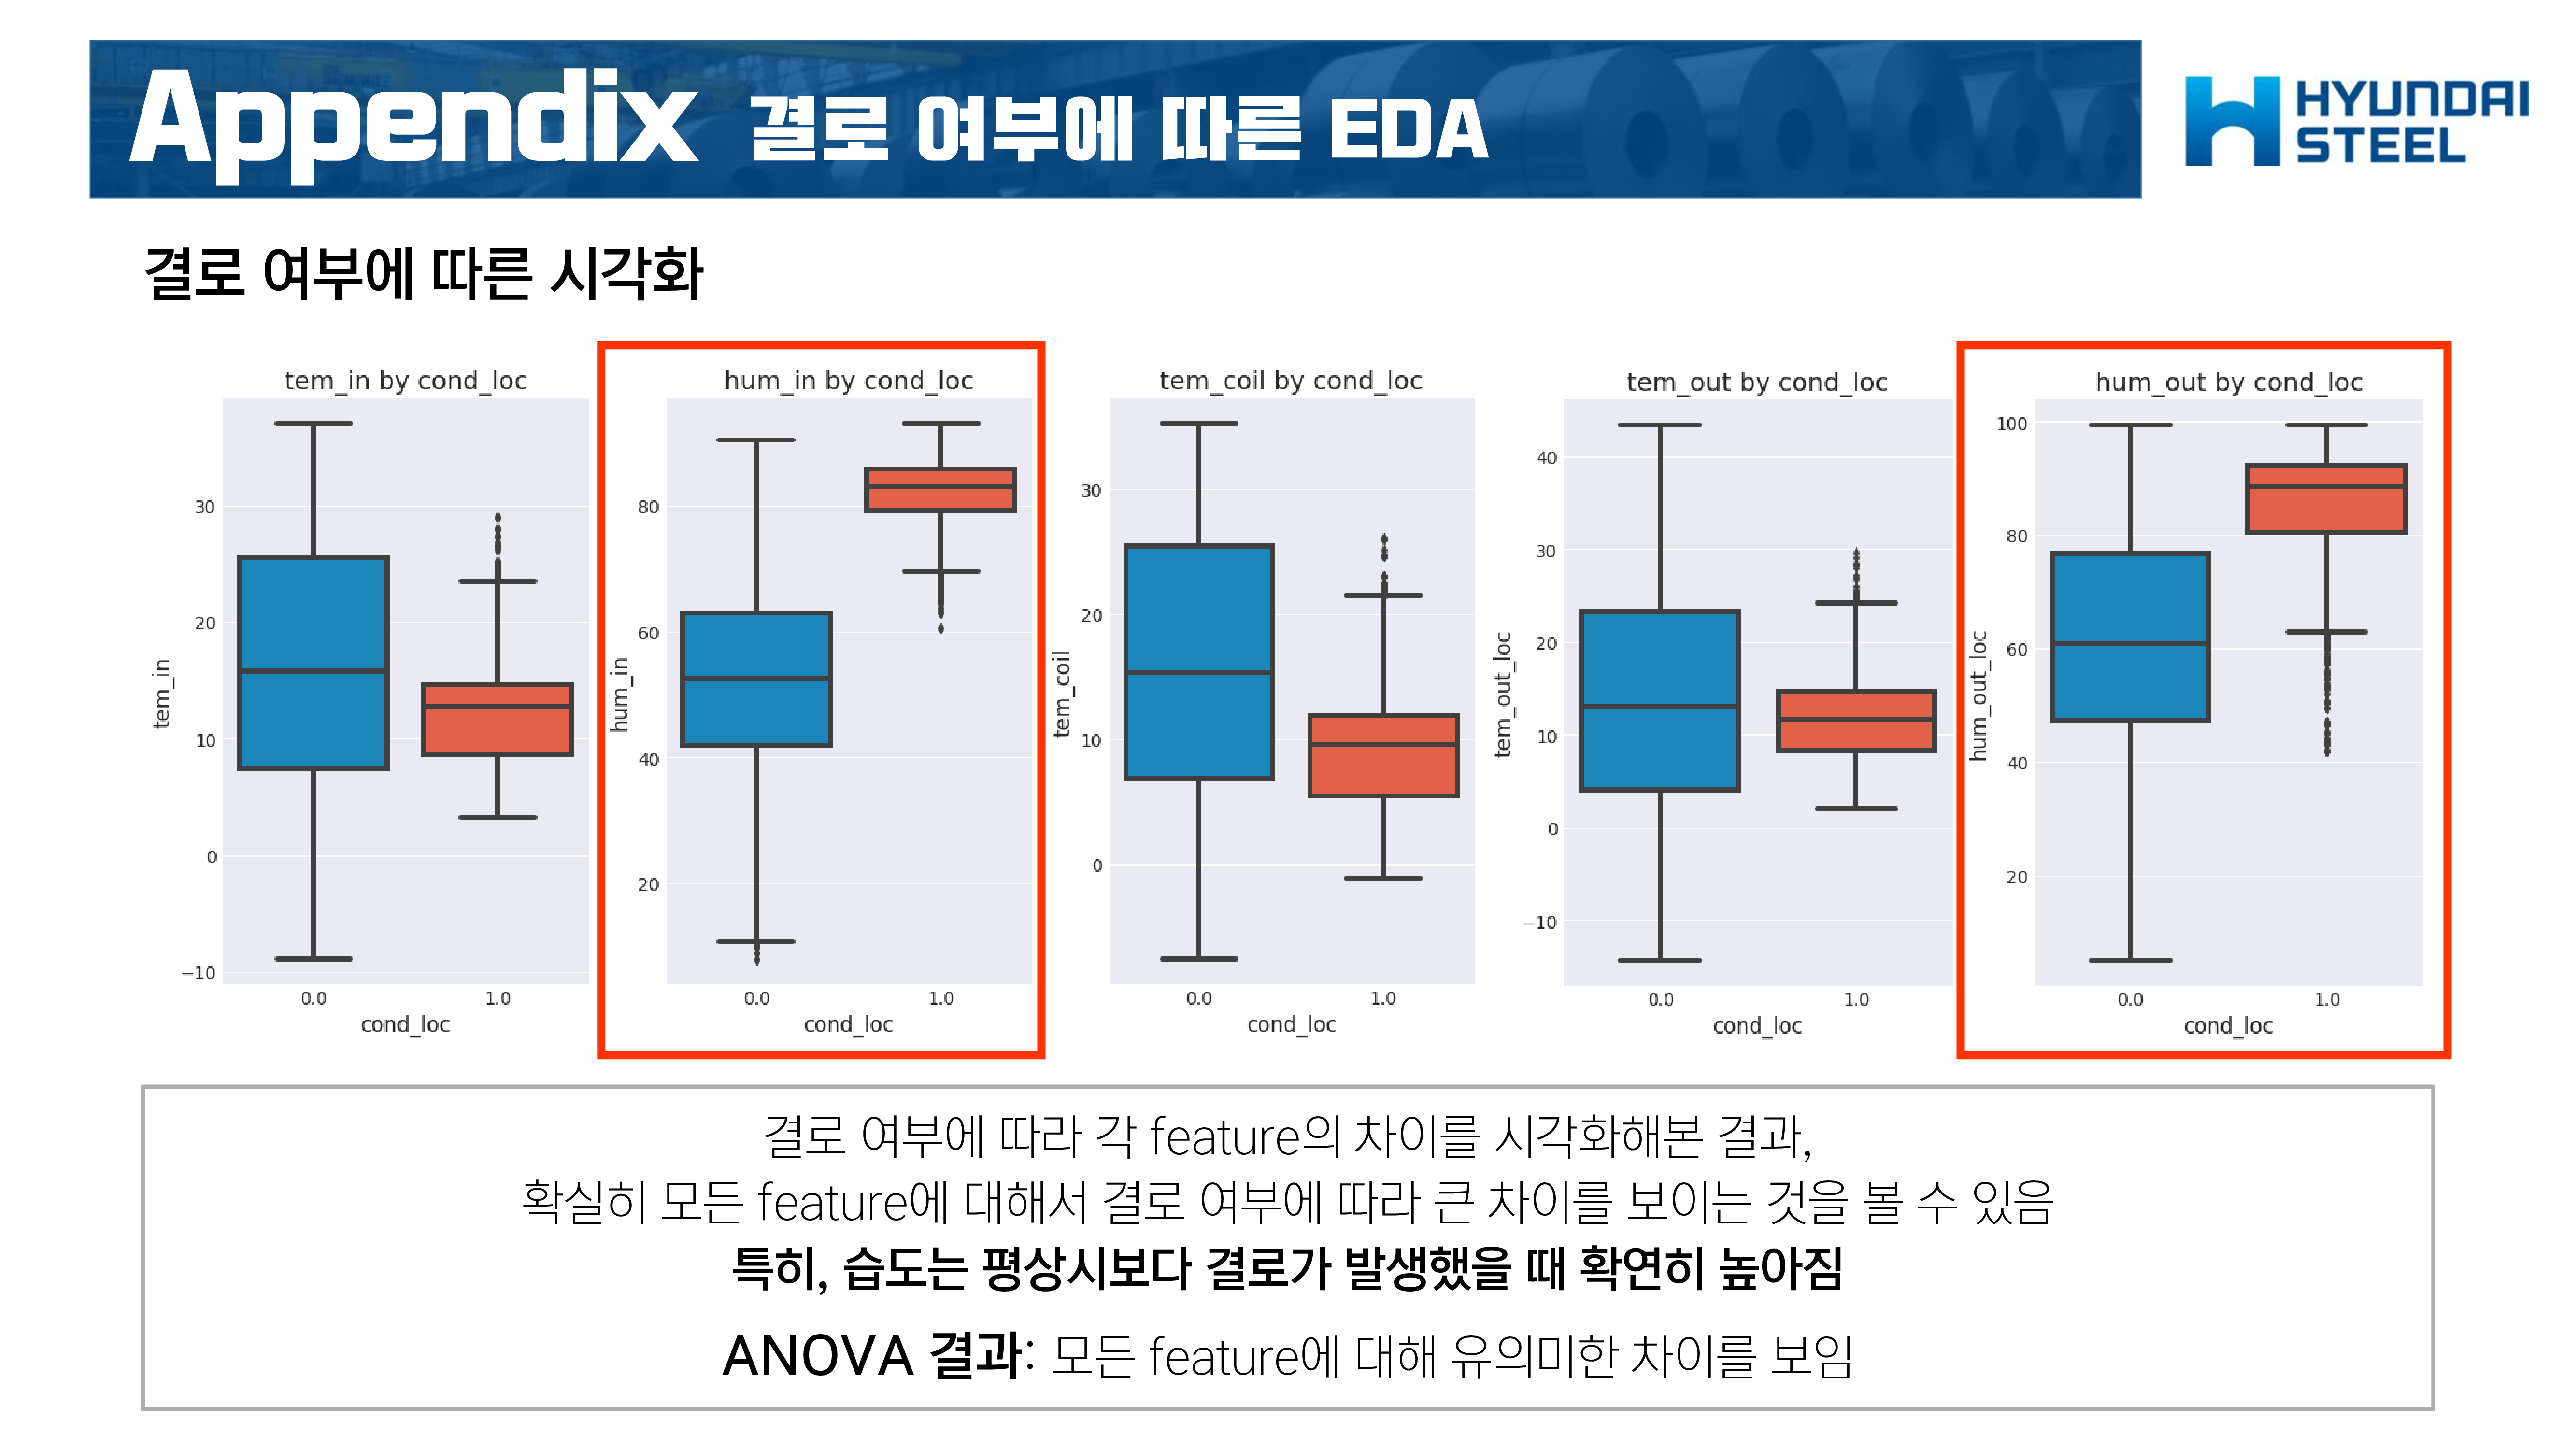 Appendix 결로 여부에 따른 EDA
HYUNDAI
STEEL
결로 여부에 따른 시각화
tem_in by cond_loc
tem_in
30
20
10
0
−10
0.0 1.0
cond_loc
hum_in by cond_loc
hum_in
80
60
40
20
0.0 1.0
cond_loc
tem_coil by cond_loc
tem_coil
30
20
10
0
0.0 1.0
cond_loc
tem_out by cond_loc
tem_out_loc
40
30
20
10
0
−10
0.0 1.0
cond_loc
hum_out by cond_loc
hum_out_loc
100
80
60
40
20
0.0 1.0
cond_loc
결로 여부에 따라 각 feature의 차이를 시각화해본 결과,
확실히 모든 feature에 대해서 결로 여부에 따라 큰 차이를 보이는 것을 볼 수 있음
특히, 습도는 평상시보다 결로가 발생했을 때 확연히 높아짐
ANOVA 결과: 모든 feature에 대해 유의미한 차이를 보임